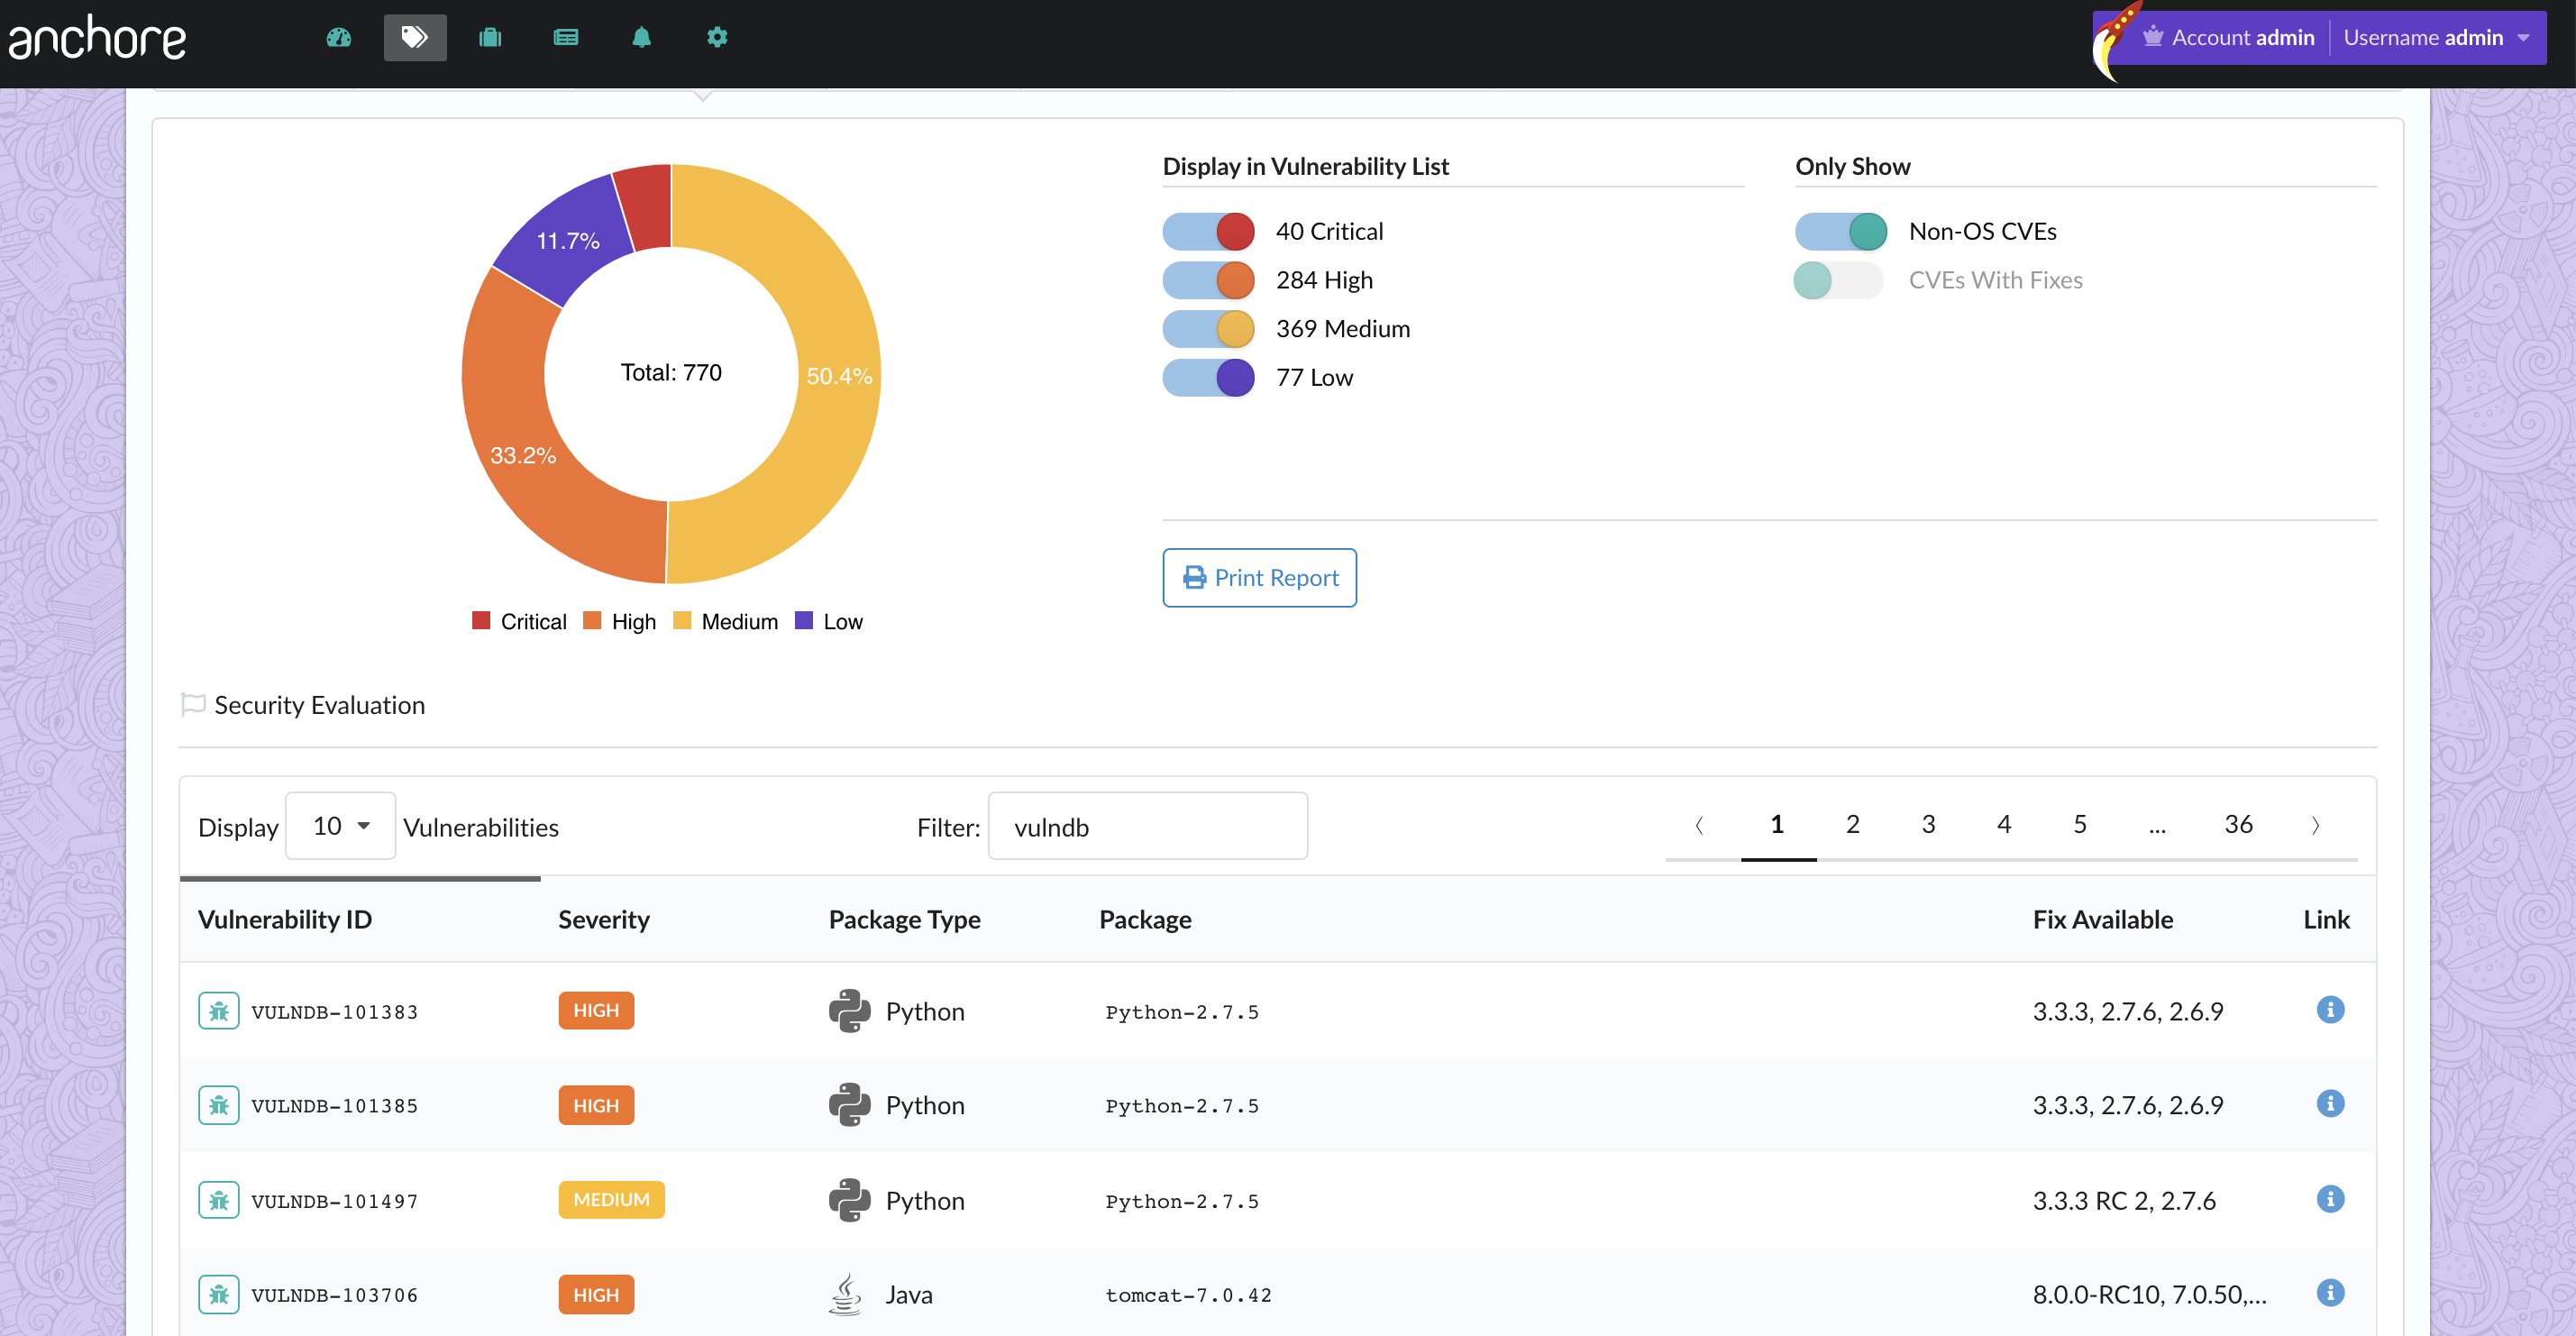 anchore
Account admin
Username admin
Display in Vulnerability List
Only Show
40 Critical
Non-OS CVEs
284 High
CVEs With Fixes
369 Medium
77 Low
11.7%
Total: 770
50.4%
33.2%
Print Report
Critical High Medium Low
Security Evaluation
Display 10 Vulnerabilities
Filter: vulndb
1 2 3 4 5 ... 36
Vulnerability ID Severity Package Type Package Fix Available Link
VULNDB-101383 HIGH Python Python-2.7.5 3.3.3, 2.7.6, 2.6.9
VULNDB-101385 HIGH Python Python-2.7.5 3.3.3, 2.7.6, 2.6.9
VULNDB-101497 MEDIUM Python Python-2.7.5 3.3.3 RC 2, 2.7.6
VULNDB-103706 HIGH Java tomcat-7.0.42 8.0.0-RC10, 7.0.50,...